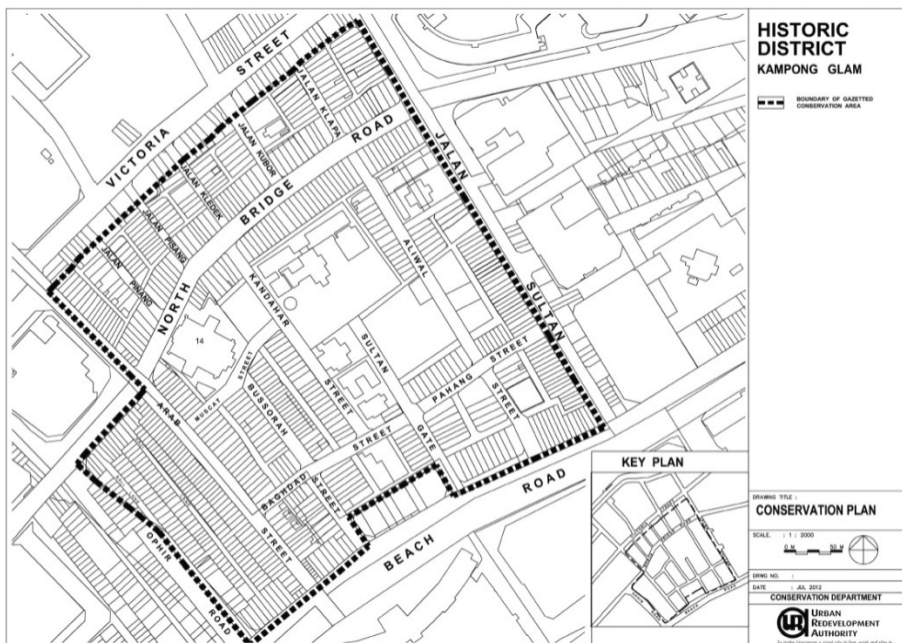 HISTORIC
DISTRICT
KAMPONG GLAM
BOUNDARY OF GAZETTED
CONSERVATION AREA
VICTORIA STREET
JALAN KLAPA
JALAN KUBOR
JALAN KLEDEK
JALAN PISANG
JALAN PINANG
NORTH BRIDGE ROAD
JALAN SULTAN
ALIWAL STREET
KANDAHAR STREET
SULTAN GATE
PAHANG STREET
14
MUSCAT STREET
BUSSORAH STREET
BAGHDAD STREET
ARAB STREET
OPHIR ROAD
BEACH ROAD
KEY PLAN
DRAWING TITLE :
CONSERVATION PLAN
SCALE. : 1 : 2000
0 M 50 M
DRWG NO. :
DATE : JUL 2012
CONSERVATION DEPARTMENT
URA
URBAN
REDEVELOPMENT
AUTHORITY